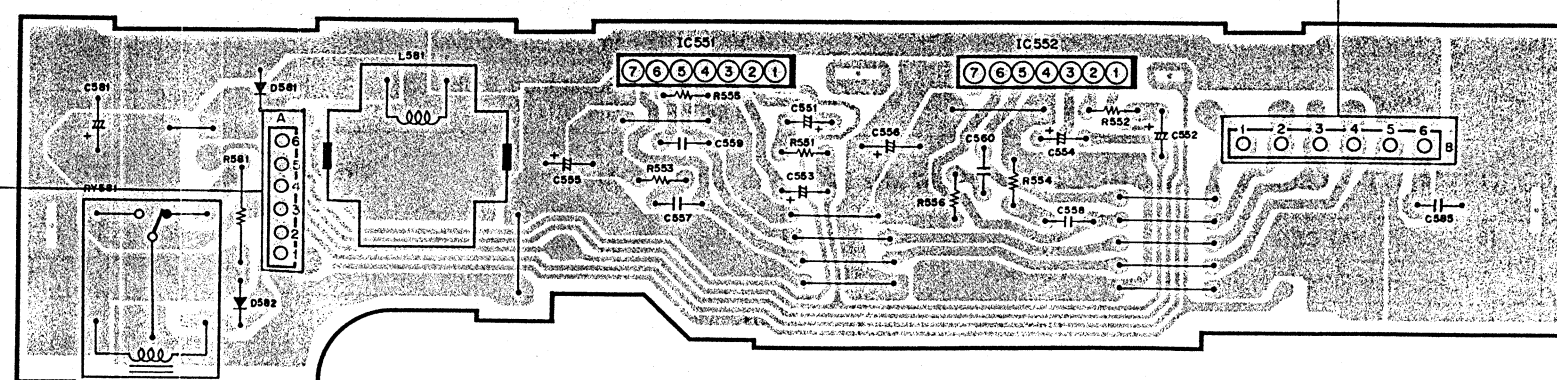 IC551
IC552
L581
C581
D581
7 6 5 4 3 2 1
7 6 5 4 3 2 1
R555
C551
R552
C552
A
6
5
4
3
2
1
C559
R551
C556
C560
C554
1 2 3 4 5 6
B
R581
C555
R553
C553
R554
RY581
R556
C557
C558
C585
D582